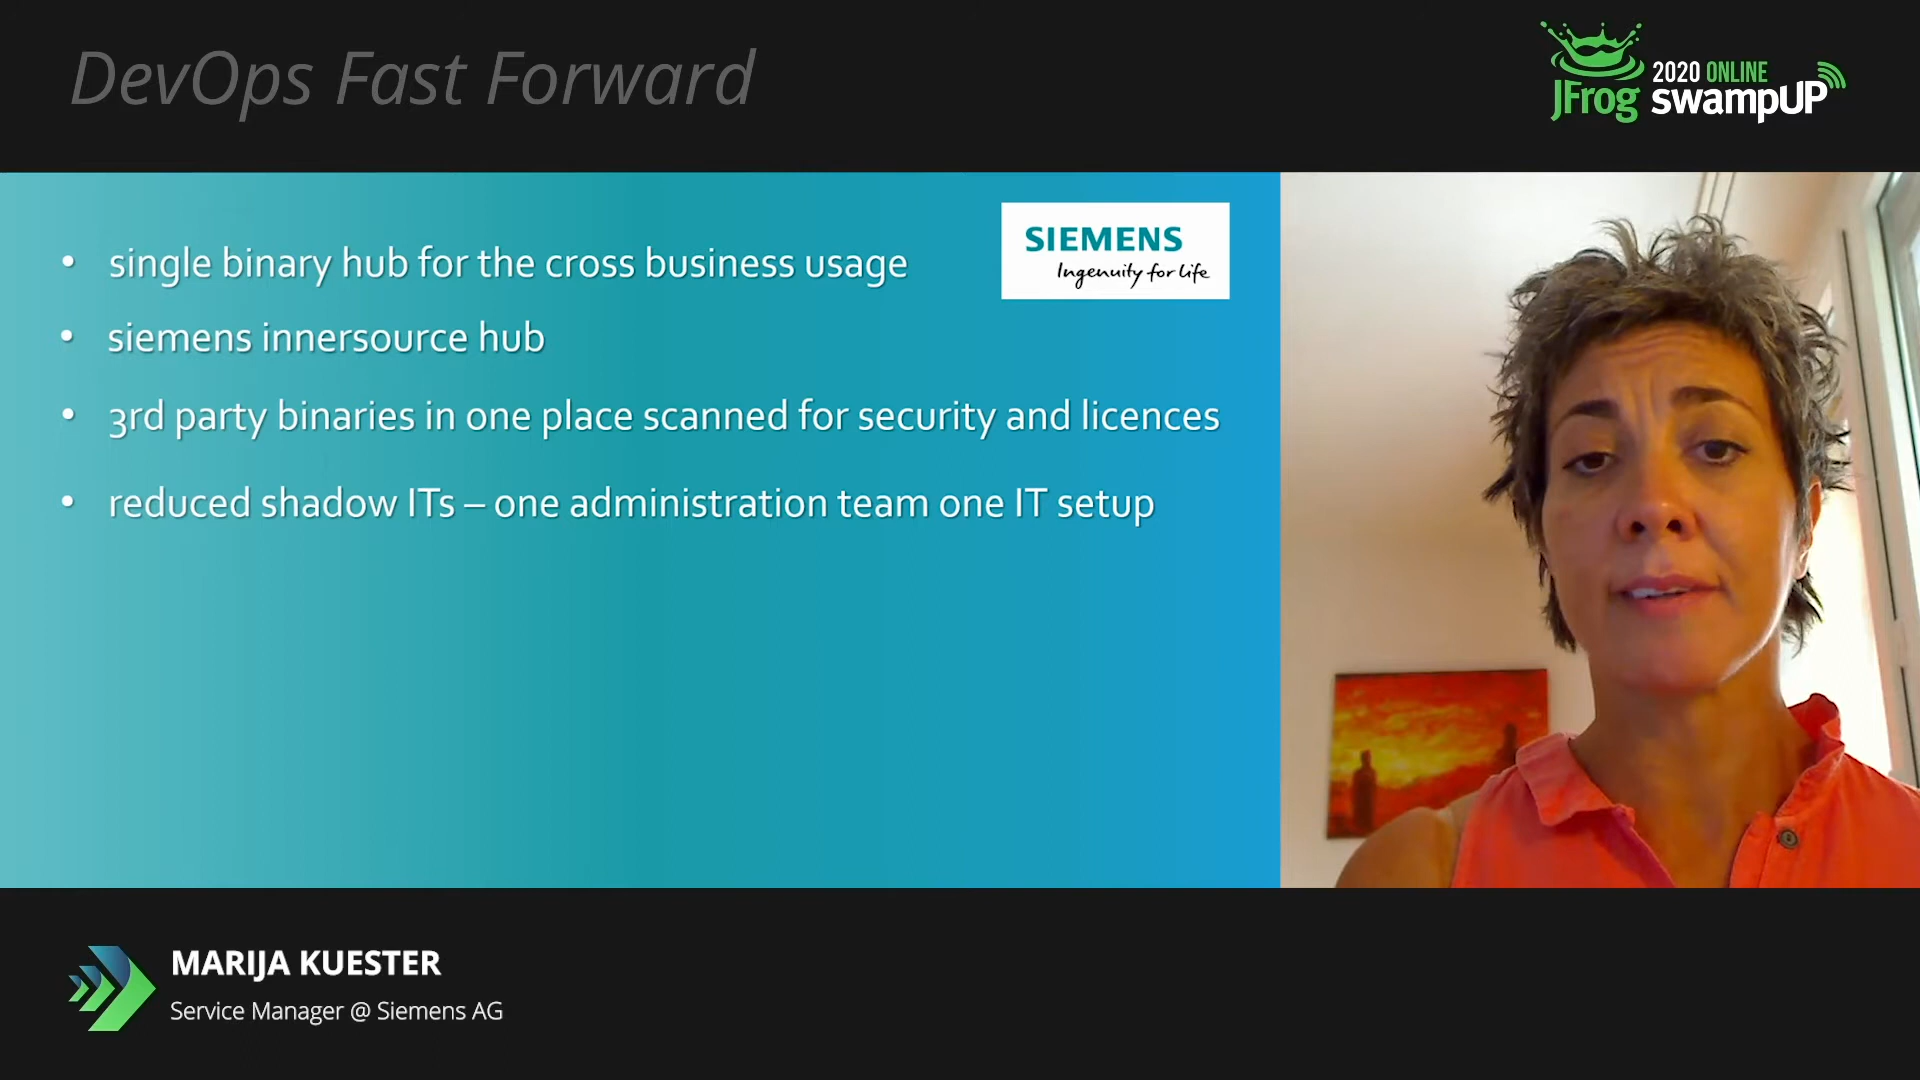 DevOps Fast Forward
JFrog
2020 ONLINE
swampUP
SIEMENS
Ingenuity for life
• single binary hub for the cross business usage
• siemens innersource hub
• 3rd party binaries in one place scanned for security and licences
• reduced shadow ITs – one administration team one IT setup
MARIJA KUESTER
Service Manager @ Siemens AG